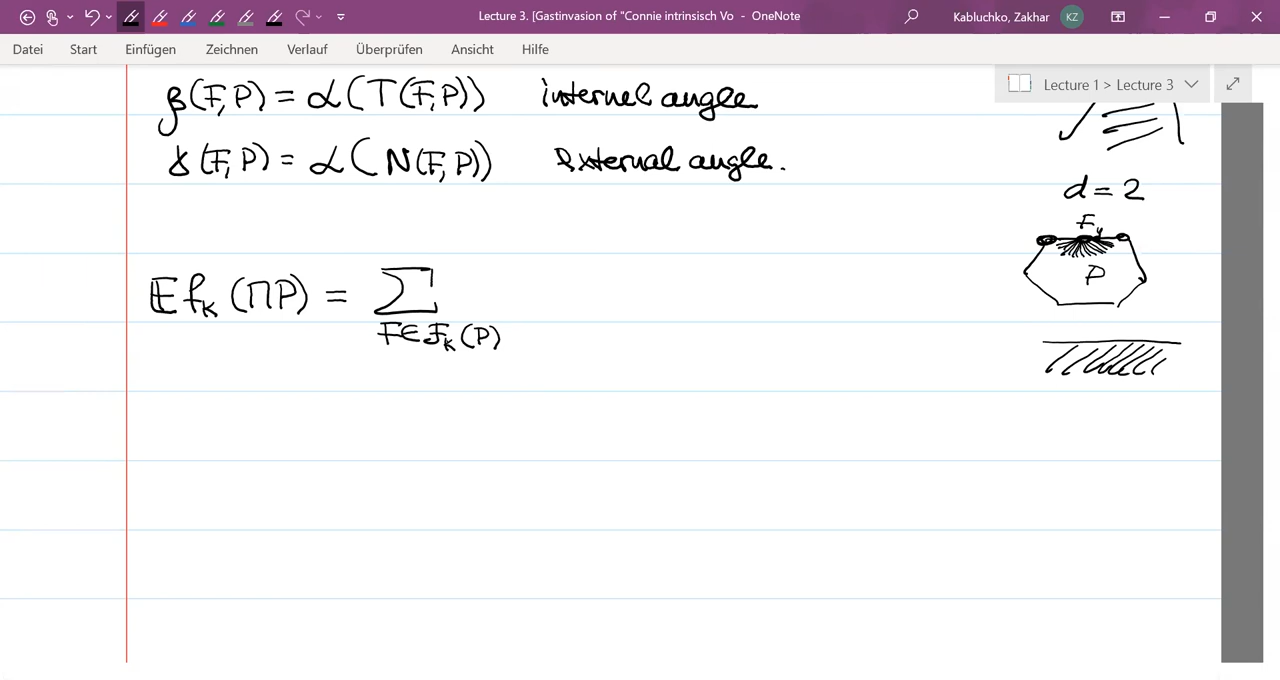 Lecture 3. [Gastinvasion of "Connie intrinsisch Vo - OneNote
Kabluchko, Zakhar KZ
Datei Start Einfügen Zeichnen Verlauf Überprüfen Ansicht Hilfe
Lecture 1 > Lecture 3
β(F,P) = α(T(F,P)) internal angle
γ(F,P) = α(N(F,P)) External angle.
d = 2
F
P
𝔼f_k(ΠP) = ∑
F∈ℱ_k(P)